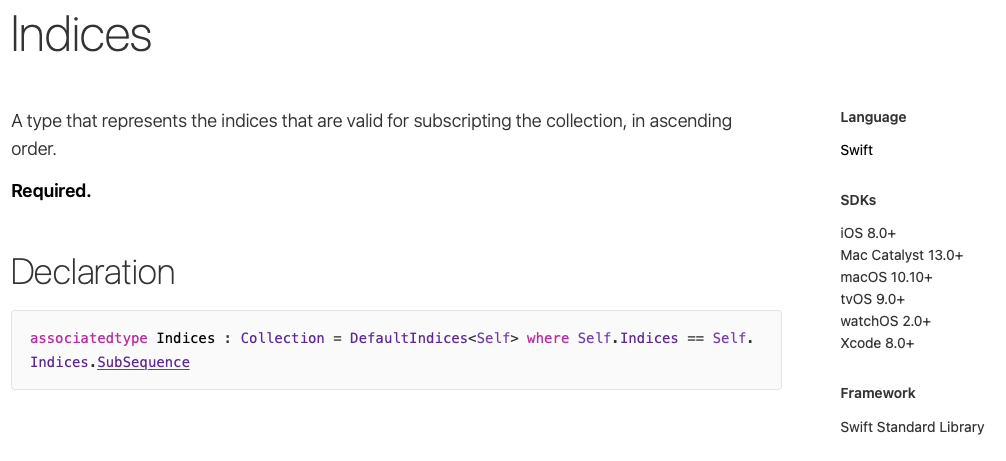 Indices
A type that represents the indices that are valid for subscripting the collection, in ascending
order.
Required.
Declaration
associatedtype Indices : Collection = DefaultIndices<Self> where Self.Indices == Self.
Indices.SubSequence
Language
Swift
SDKs
iOS 8.0+
Mac Catalyst 13.0+
macOS 10.10+
tvOS 9.0+
watchOS 2.0+
Xcode 8.0+
Framework
Swift Standard Library